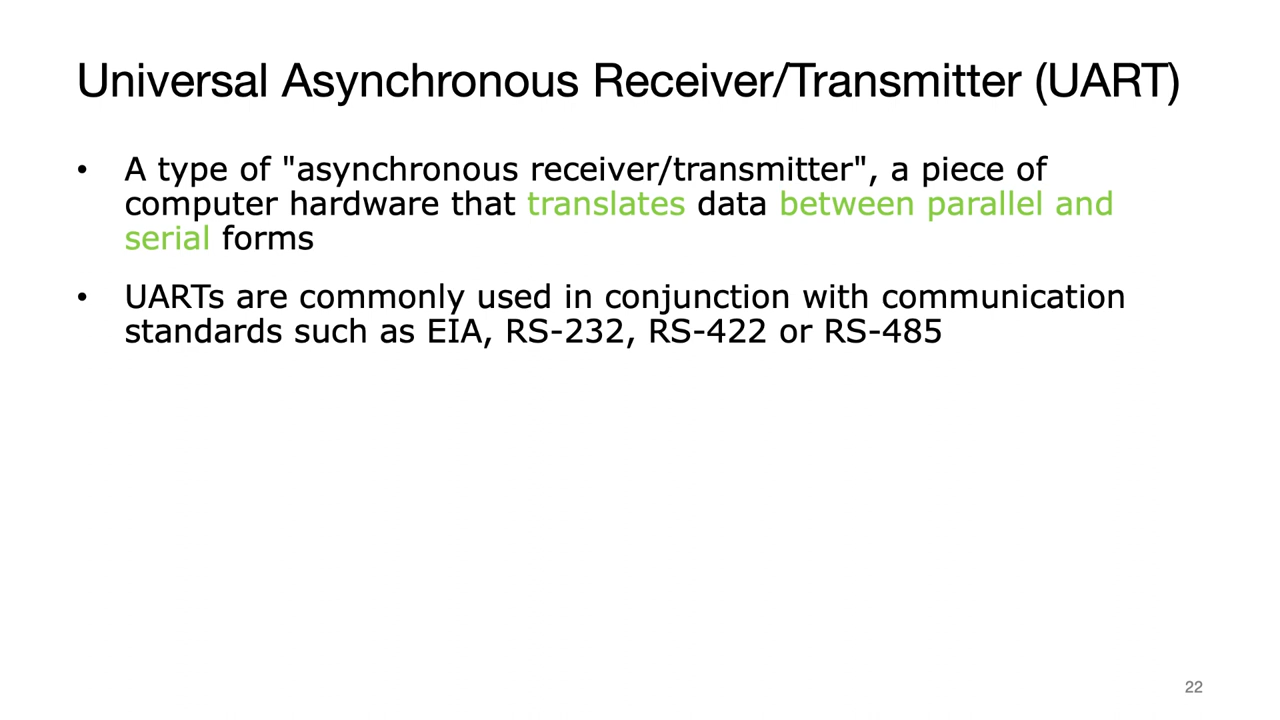 Universal Asynchronous Receiver/Transmitter (UART)
• A type of "asynchronous receiver/transmitter", a piece of
computer hardware that translates data between parallel and
serial forms
• UARTs are commonly used in conjunction with communication
standards such as EIA, RS-232, RS-422 or RS-485
22